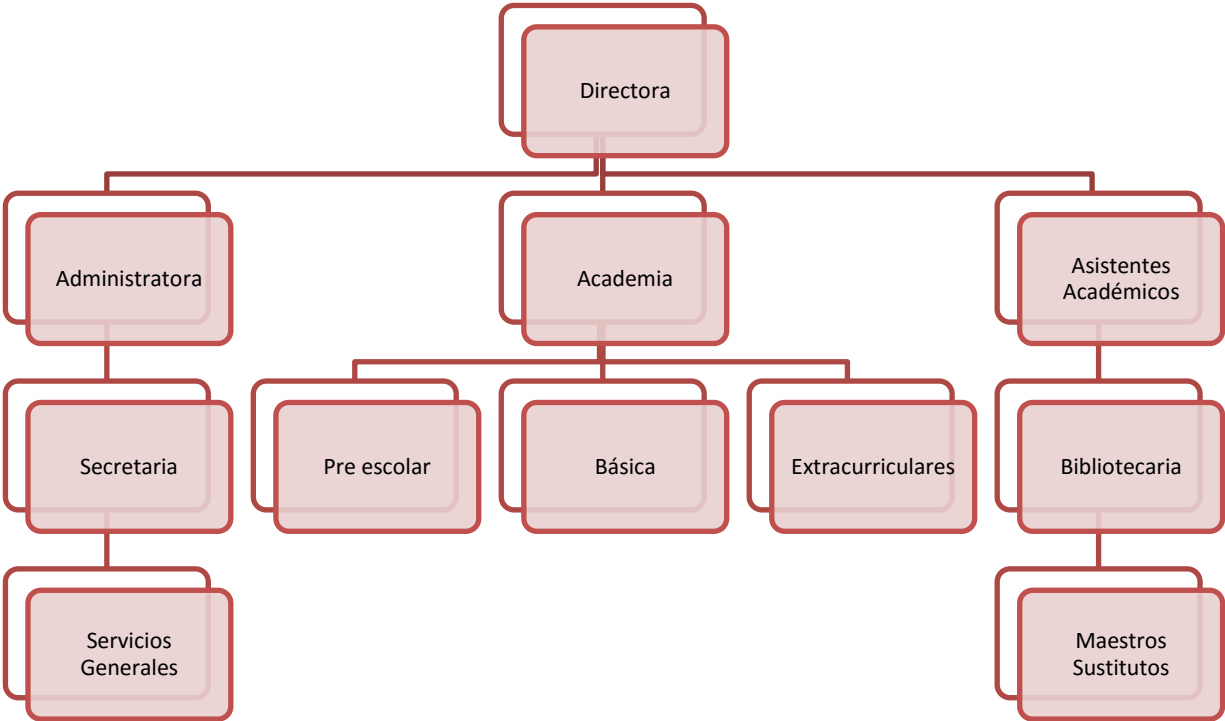 Directora
Administratora
Academia
Asistentes
Académicos
Secretaria
Pre escolar
Básica
Extracurriculares
Bibliotecaria
Servicios
Generales
Maestros
Sustitutos